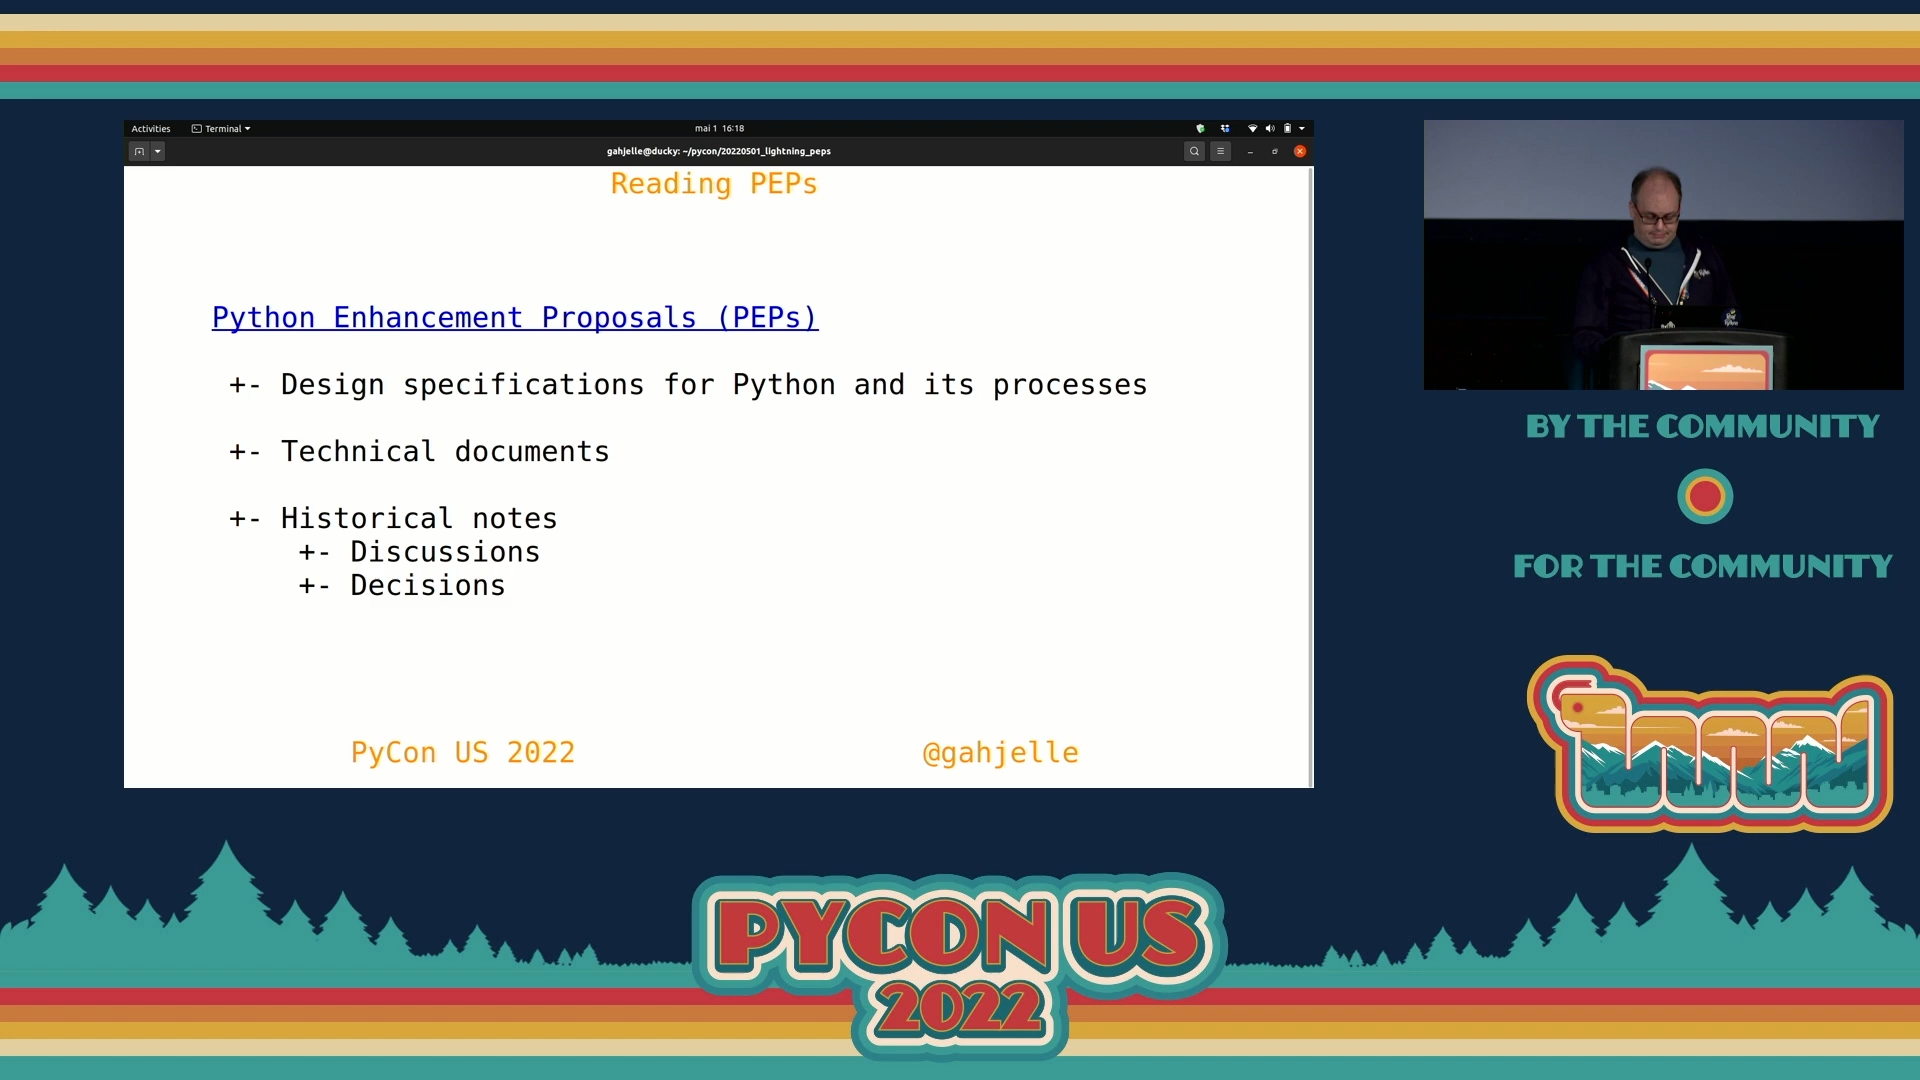 Activities
Terminal
mai 1 16:18
gahjelle@ducky: ~/pycon/20220501_lightning_peps
Reading PEPs
Python Enhancement Proposals (PEPs)
+- Design specifications for Python and its processes
+- Technical documents
+- Historical notes
+- Discussions
+- Decisions
PyCon US 2022
@gahjelle
BY THE COMMUNITY
FOR THE COMMUNITY
PYCON US
2022